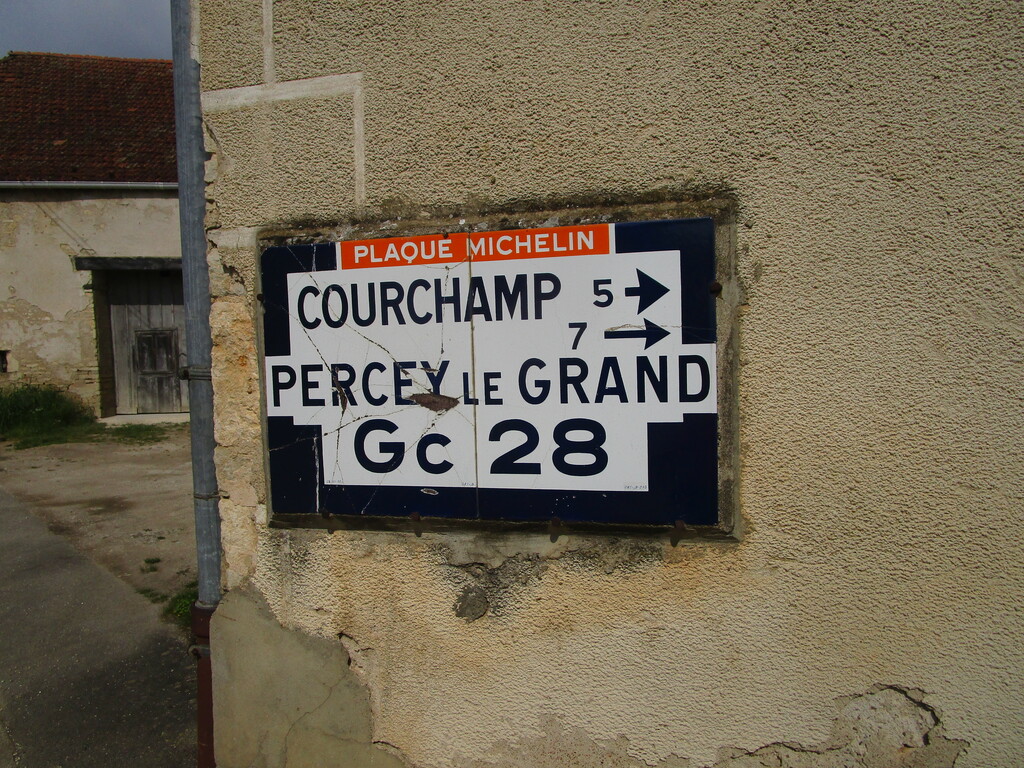 PLAQUE MICHELIN
COURCHAMP 5 →
7 →
PERCEY LE GRAND
Gc 28